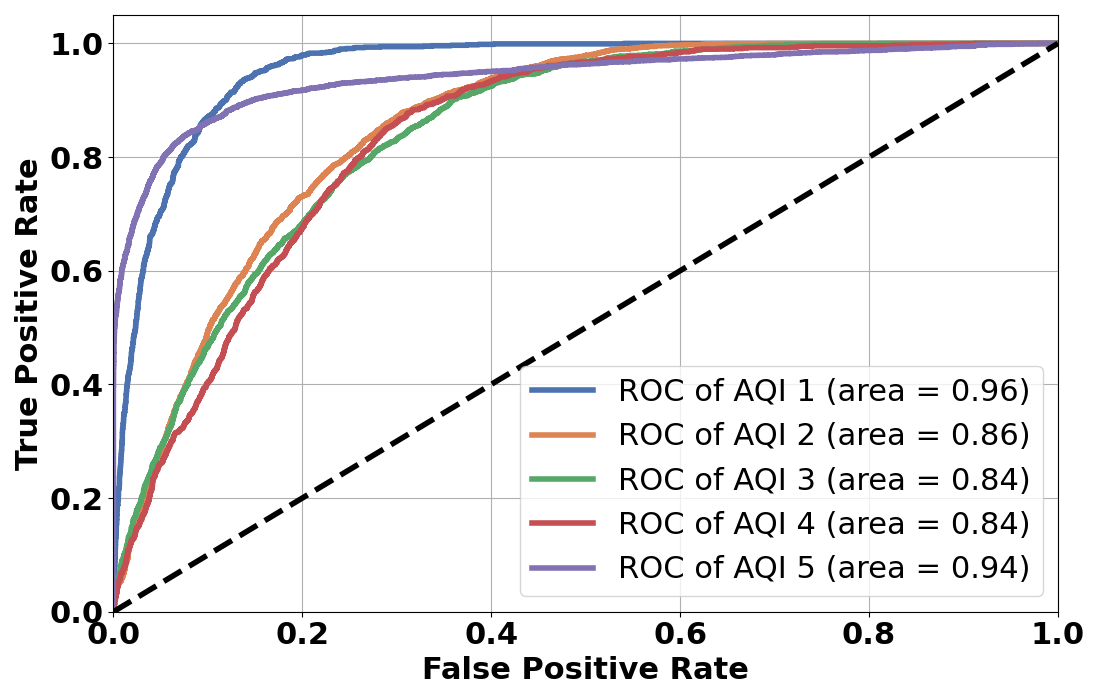 1.0
0.8
0.6
0.4
0.2
0.0
True Positive Rate
ROC of AQI 1 (area = 0.96)
ROC of AQI 2 (area = 0.86)
ROC of AQI 3 (area = 0.84)
ROC of AQI 4 (area = 0.84)
ROC of AQI 5 (area = 0.94)
0.0 0.2 0.4 0.6 0.8 1.0
False Positive Rate